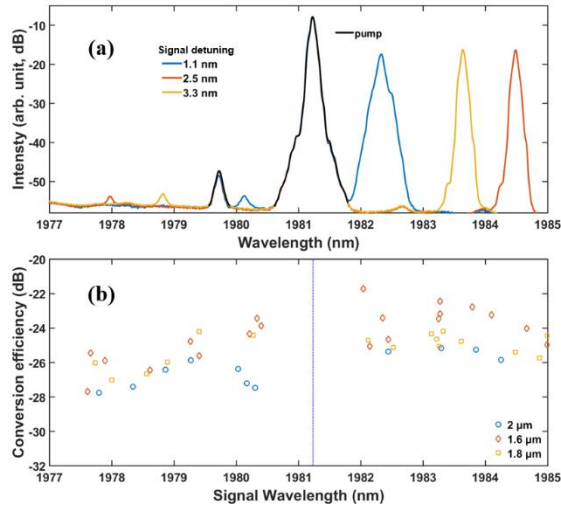 (a)
Signal detuning
1.1 nm
2.5 nm
3.3 nm
pump
Intensty (arb. unit, dB)
-10
-20
-30
-40
-50
1977 1978 1979 1980 1981 1982 1983 1984 1985
Wavelength (nm)
(b)
Conversion efficiency (dB)
-20
-22
-24
-26
-28
-30
-32
2 μm
1.6 μm
1.8 μm
1977 1978 1979 1980 1981 1982 1983 1984 1985
Signal Wavelength (nm)